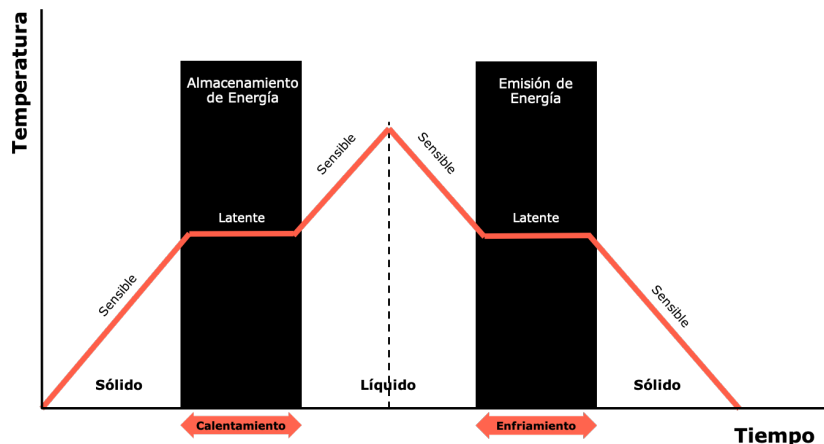 Temperatura
Almacenamiento
de Energía
Emisión de
Energía
Sensible
Sensible
Latente
Latente
Sensible
Sensible
Sólido
Líquido
Sólido
Calentamiento
Enfriamiento
Tiempo